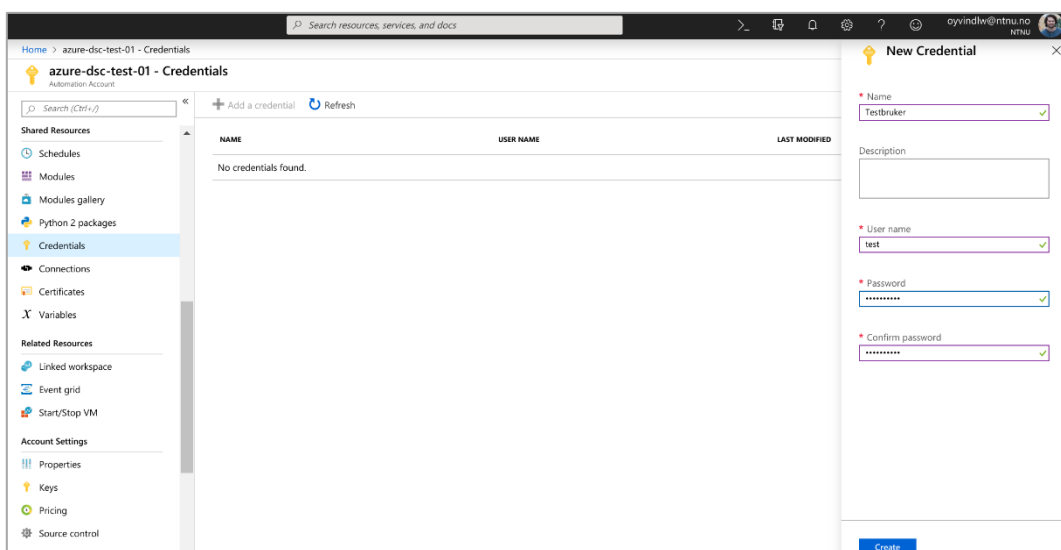 Search resources, services, and docs
oyvindlw@ntnu.no
NTNU
Home > azure-dsc-test-01 - Credentials
azure-dsc-test-01 - Credentials
Automation Account
Search (Ctrl+/)
«
Shared Resources
Schedules
Modules
Modules gallery
Python 2 packages
Credentials
Connections
Certificates
Variables
Related Resources
Linked workspace
Event grid
Start/Stop VM
Account Settings
Properties
Keys
Pricing
Source control
Add a credential Refresh
NAME USER NAME LAST MODIFIED
No credentials found.
New Credential
* Name
Testbruker
Description
* User name
test
* Password
••••••••••
* Confirm password
••••••••••
Create